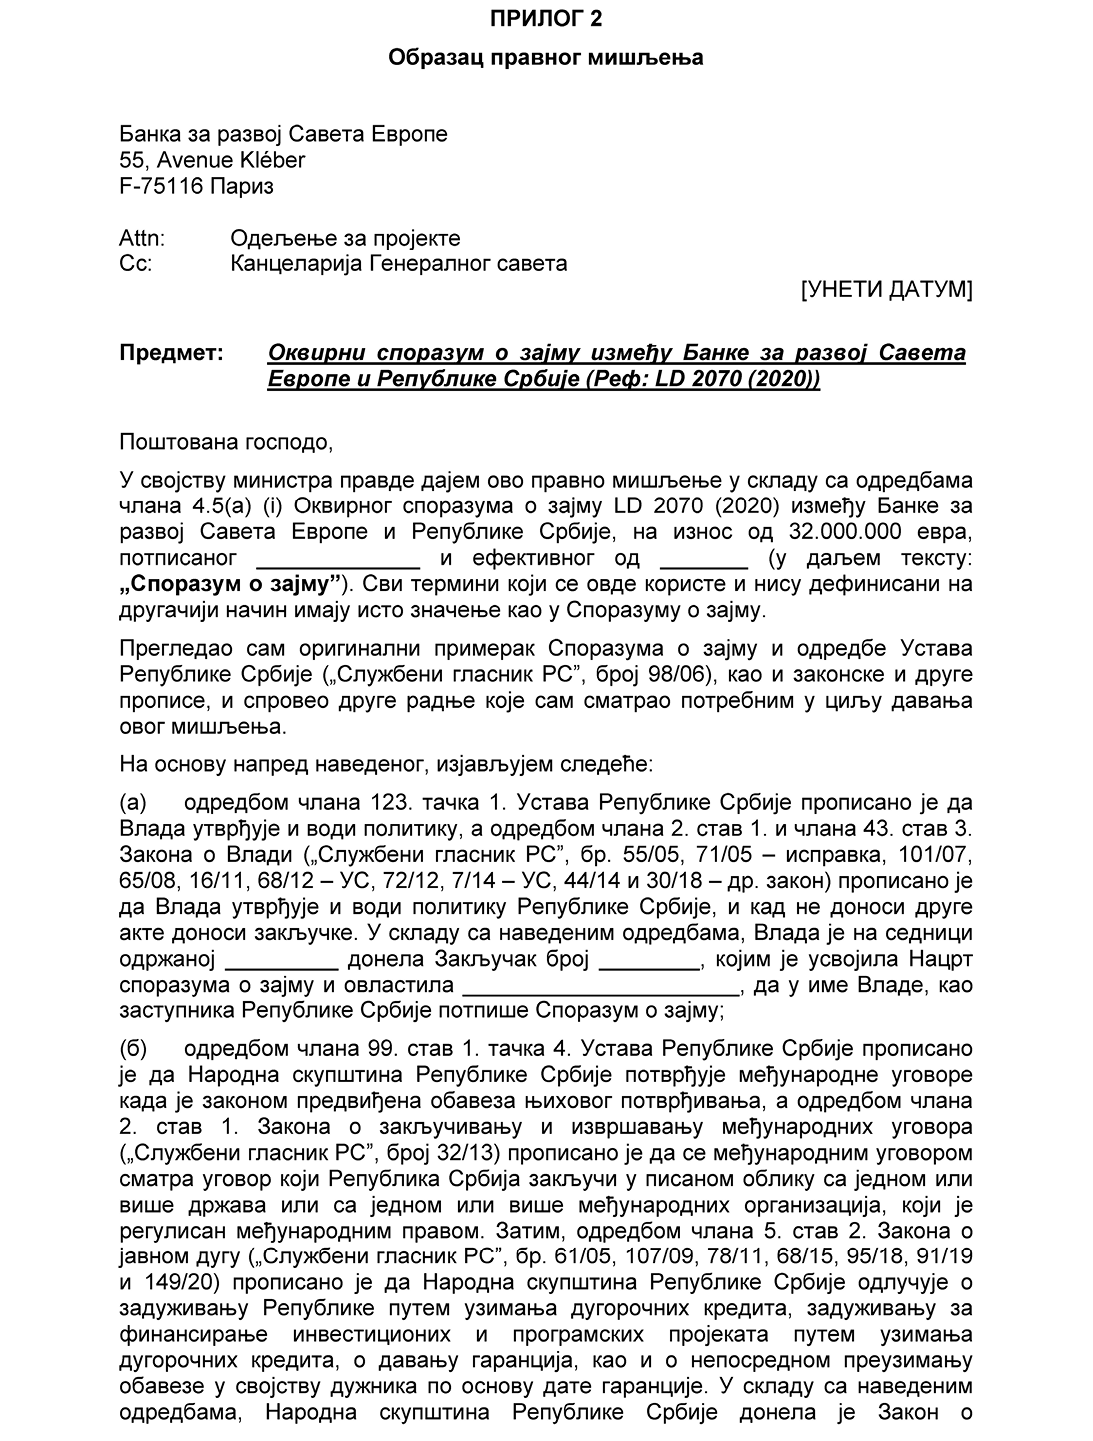 ПРИЛОГ 2
Образац правног мишљења
Банка за развој Савета Европе
55, Avenue Kléber
F-75116 Париз
Attn: Одељење за пројекте
Cc: Канцеларија Генералног савета
[УНЕТИ ДАТУМ]
Предмет: Оквирни споразум о зајму између Банке за развој Савета
Европе и Републике Србије (Реф: LD 2070 (2020))
Поштована господо,
У својству министра правде дајем ово правно мишљење у складу са одредбама
члана 4.5(а) (i) Оквирног споразума о зајму LD 2070 (2020) између Банке за
развој Савета Европе и Републике Србије, на износ од 32.000.000 евра,
потписаног _____________ и ефективног од _______ (у даљем тексту:
„Споразум о зајму”). Сви термини који се овде користе и нису дефинисани на
другачији начин имају исто значење као у Споразуму о зајму.
Прегледао сам оригинални примерак Споразума о зајму и одредбе Устава
Републике Србије („Службени гласник РС”, број 98/06), као и законске и друге
прописе, и спровео друге радње које сам сматрао потребним у циљу давања
овог мишљења.
На основу напред наведеног, изјављујем следеће:
(а) одредбом члана 123. тачка 1. Устава Републике Србије прописано је да
Влада утврђује и води политику, а одредбом члана 2. став 1. и члана 43. став 3.
Закона о Влади („Службени гласник РС”, бр. 55/05, 71/05 – исправка, 101/07,
65/08, 16/11, 68/12 – УС, 72/12, 7/14 – УС, 44/14 и 30/18 – др. закон) прописано је
да Влада утврђује и води политику Републике Србије, и кад не доноси друге
акте доноси закључке. У складу са наведеним одредбама, Влада је на седници
одржаној _________ донела Закључак број ________, којим је усвојила Нацрт
споразума о зајму и овластила ______________________, да у име Владе, као
заступника Републике Србије потпише Споразум о зајму;
(б) одредбом члана 99. став 1. тачка 4. Устава Републике Србије прописано
је да Народна скупштина Републике Србије потврђује међународне уговоре
када је законом предвиђена обавеза њиховог потврђивања, а одредбом члана
2. став 1. Закона о закључивању и извршавању међународних уговора
(„Службени гласник РС”, број 32/13) прописано је да се међународним уговором
сматра уговор који Република Србија закључи у писаном облику са једном или
више држава или са једном или више међународних организација, који је
регулисан међународним правом. Затим, одредбом члана 5. став 2. Закона о
јавном дугу („Службени гласник РС”, бр. 61/05, 107/09, 78/11, 68/15, 95/18, 91/19
и 149/20) прописано је да Народна скупштина Републике Србије одлучује о
задуживању Републике путем узимања дугорочних кредита, задуживању за
финансирање инвестиционих и програмских пројеката путем узимања
дугорочних кредита, о давању гаранција, као и о непосредном преузимању
обавезе у својству дужника по основу дате гаранције. У складу са наведеним
одредбама, Народна скупштина Републике Србије донела је Закон о